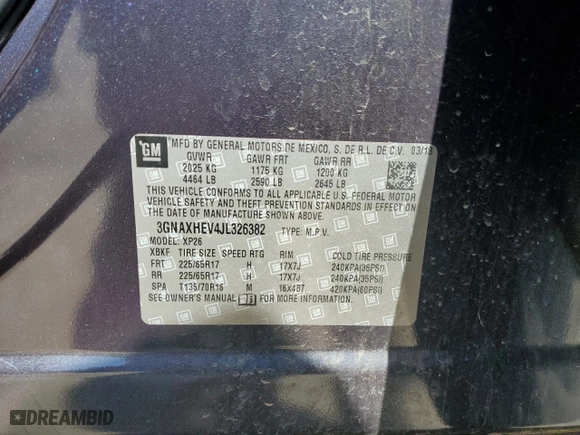 GM
MFD BY GENERAL MOTORS DE MEXICO, S. DE R.L. DE C.V. 03/18
GVWR GAWR FRT GAWR RR
2025 KG 1175 KG 1200 KG
4464 LB 2590 LB 2645 LB
THIS VEHICLE CONFORMS TO ALL APPLICABLE U.S. FEDERAL MOTOR
VEHICLE SAFETY, BUMPER, AND THEFT PREVENTION STANDARDS IN
EFFECT ON THE DATE OF MANUFACTURE SHOWN ABOVE.
3GNAXHEV4JL326382 TYPE: M.P.V.
MODEL: XP26
XBKF TIRE SIZE SPEED RTG RIM COLD TIRE PRESSURE
FRT 225/65R17 H 17X7J 240KPA(35PSI)
RR 225/65R17 H 17X7J 240KPA(35PSI)
SPA T135/70R16 M 16X4BT 420KPA(60PSI)
SEE OWNER'S MANUAL FOR MORE INFORMATION.
DREAMBID